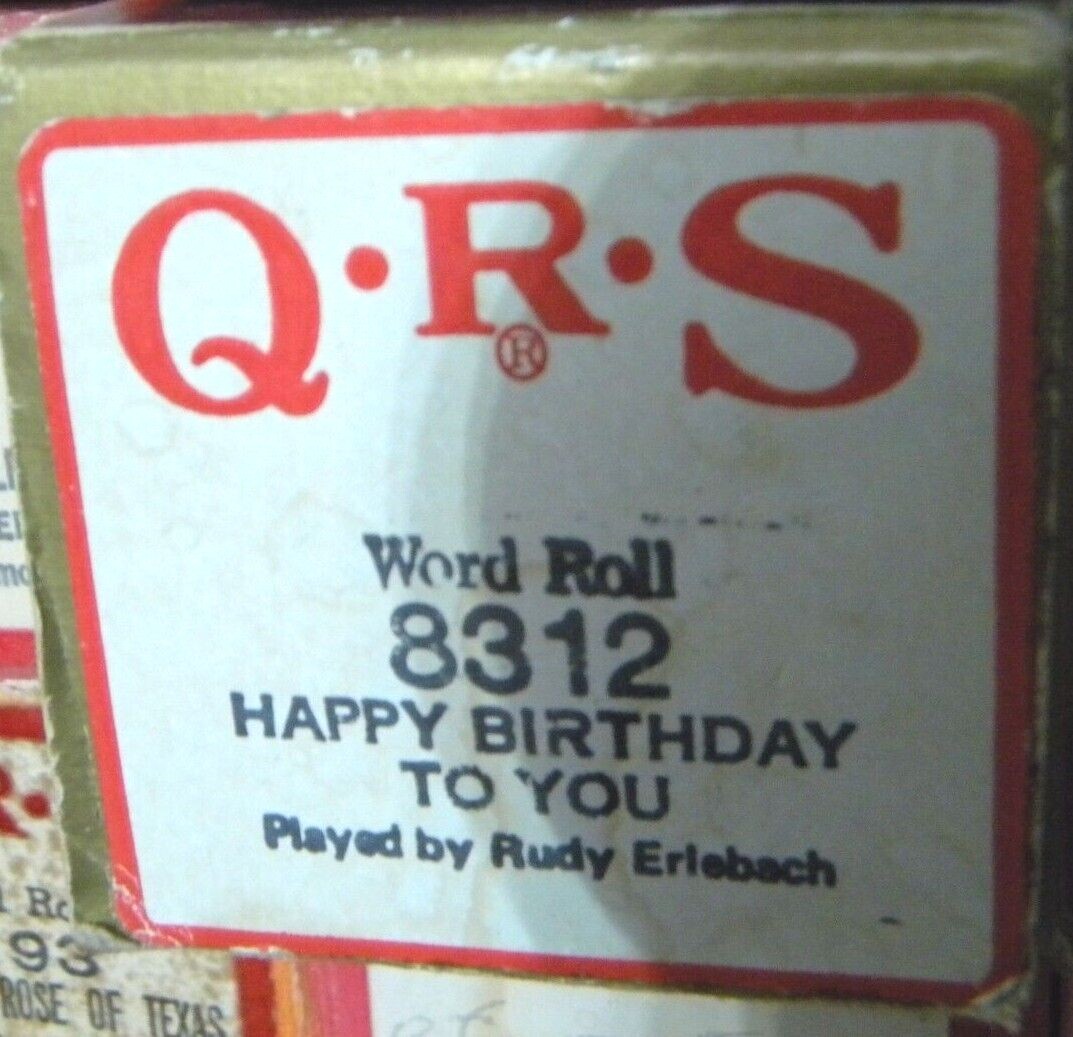 Q·R·S
®
Word Roll
8312
HAPPY BIRTHDAY
TO YOU
Played by Rudy Erlebach
93
ROSE OF TEXAS